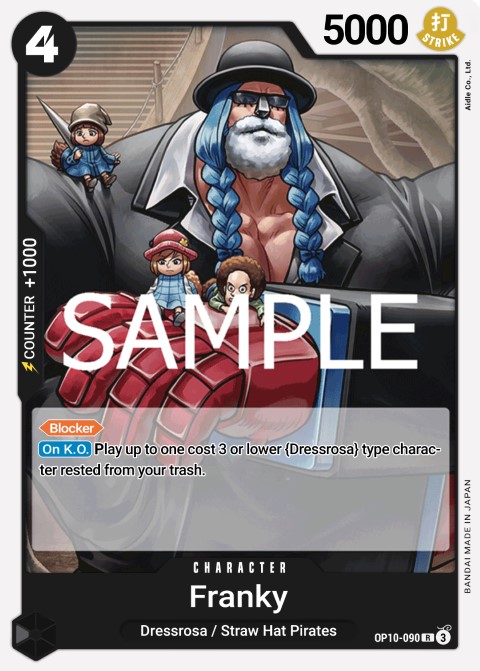 4
5000
打
STRIKE
Aidle Co., Ltd.
COUNTER +1000
SAMPLE
Blocker
On K.O. Play up to one cost 3 or lower {Dressrosa} type charac-
ter rested from your trash.
BANDAI MADE IN JAPAN
CHARACTER
Franky
Dressrosa / Straw Hat Pirates
OP10-090 R 3